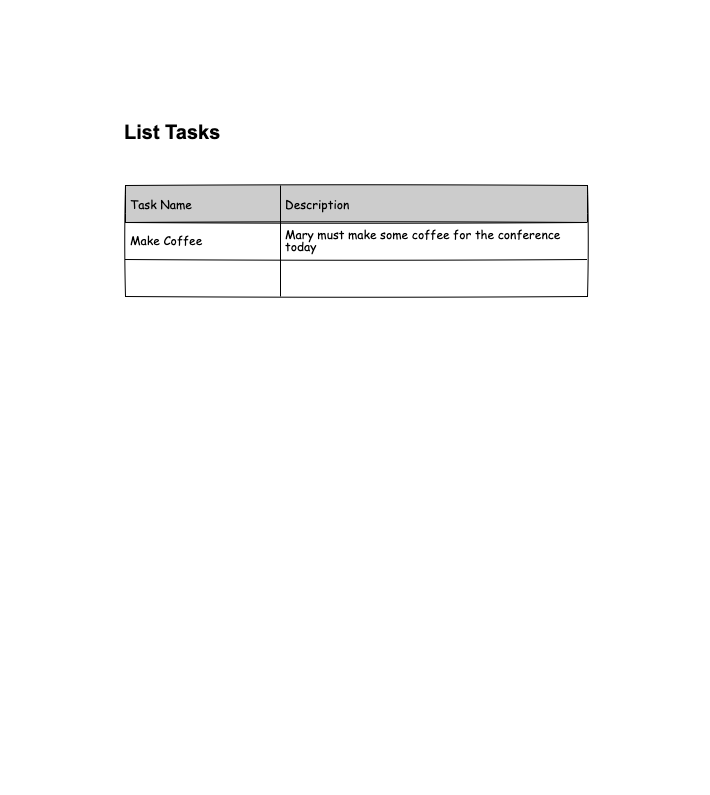 List Tasks
Task Name
Description
Make Coffee
Mary must make some coffee for the conference
today